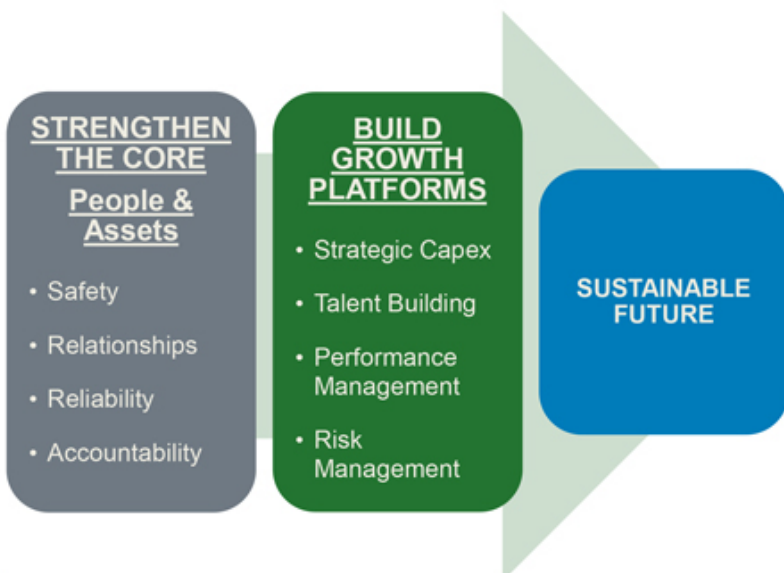 STRENGTHEN
THE CORE
People &
Assets
• Safety
• Relationships
• Reliability
• Accountability
BUILD
GROWTH
PLATFORMS
• Strategic Capex
• Talent Building
• Performance
Management
• Risk
Management
SUSTAINABLE
FUTURE